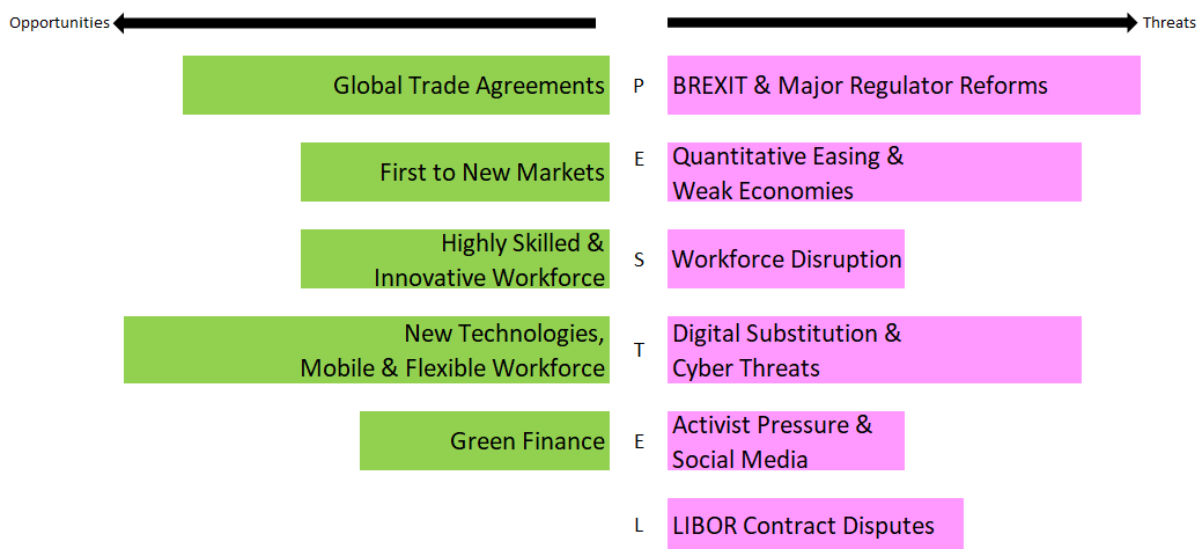 Opportunities
Threats
Global Trade Agreements
P
BREXIT & Major Regulator Reforms
First to New Markets
E
Quantitative Easing &
Weak Economies
Highly Skilled &
Innovative Workforce
S
Workforce Disruption
New Technologies,
Mobile & Flexible Workforce
T
Digital Substitution &
Cyber Threats
Green Finance
E
Activist Pressure &
Social Media
L
LIBOR Contract Disputes